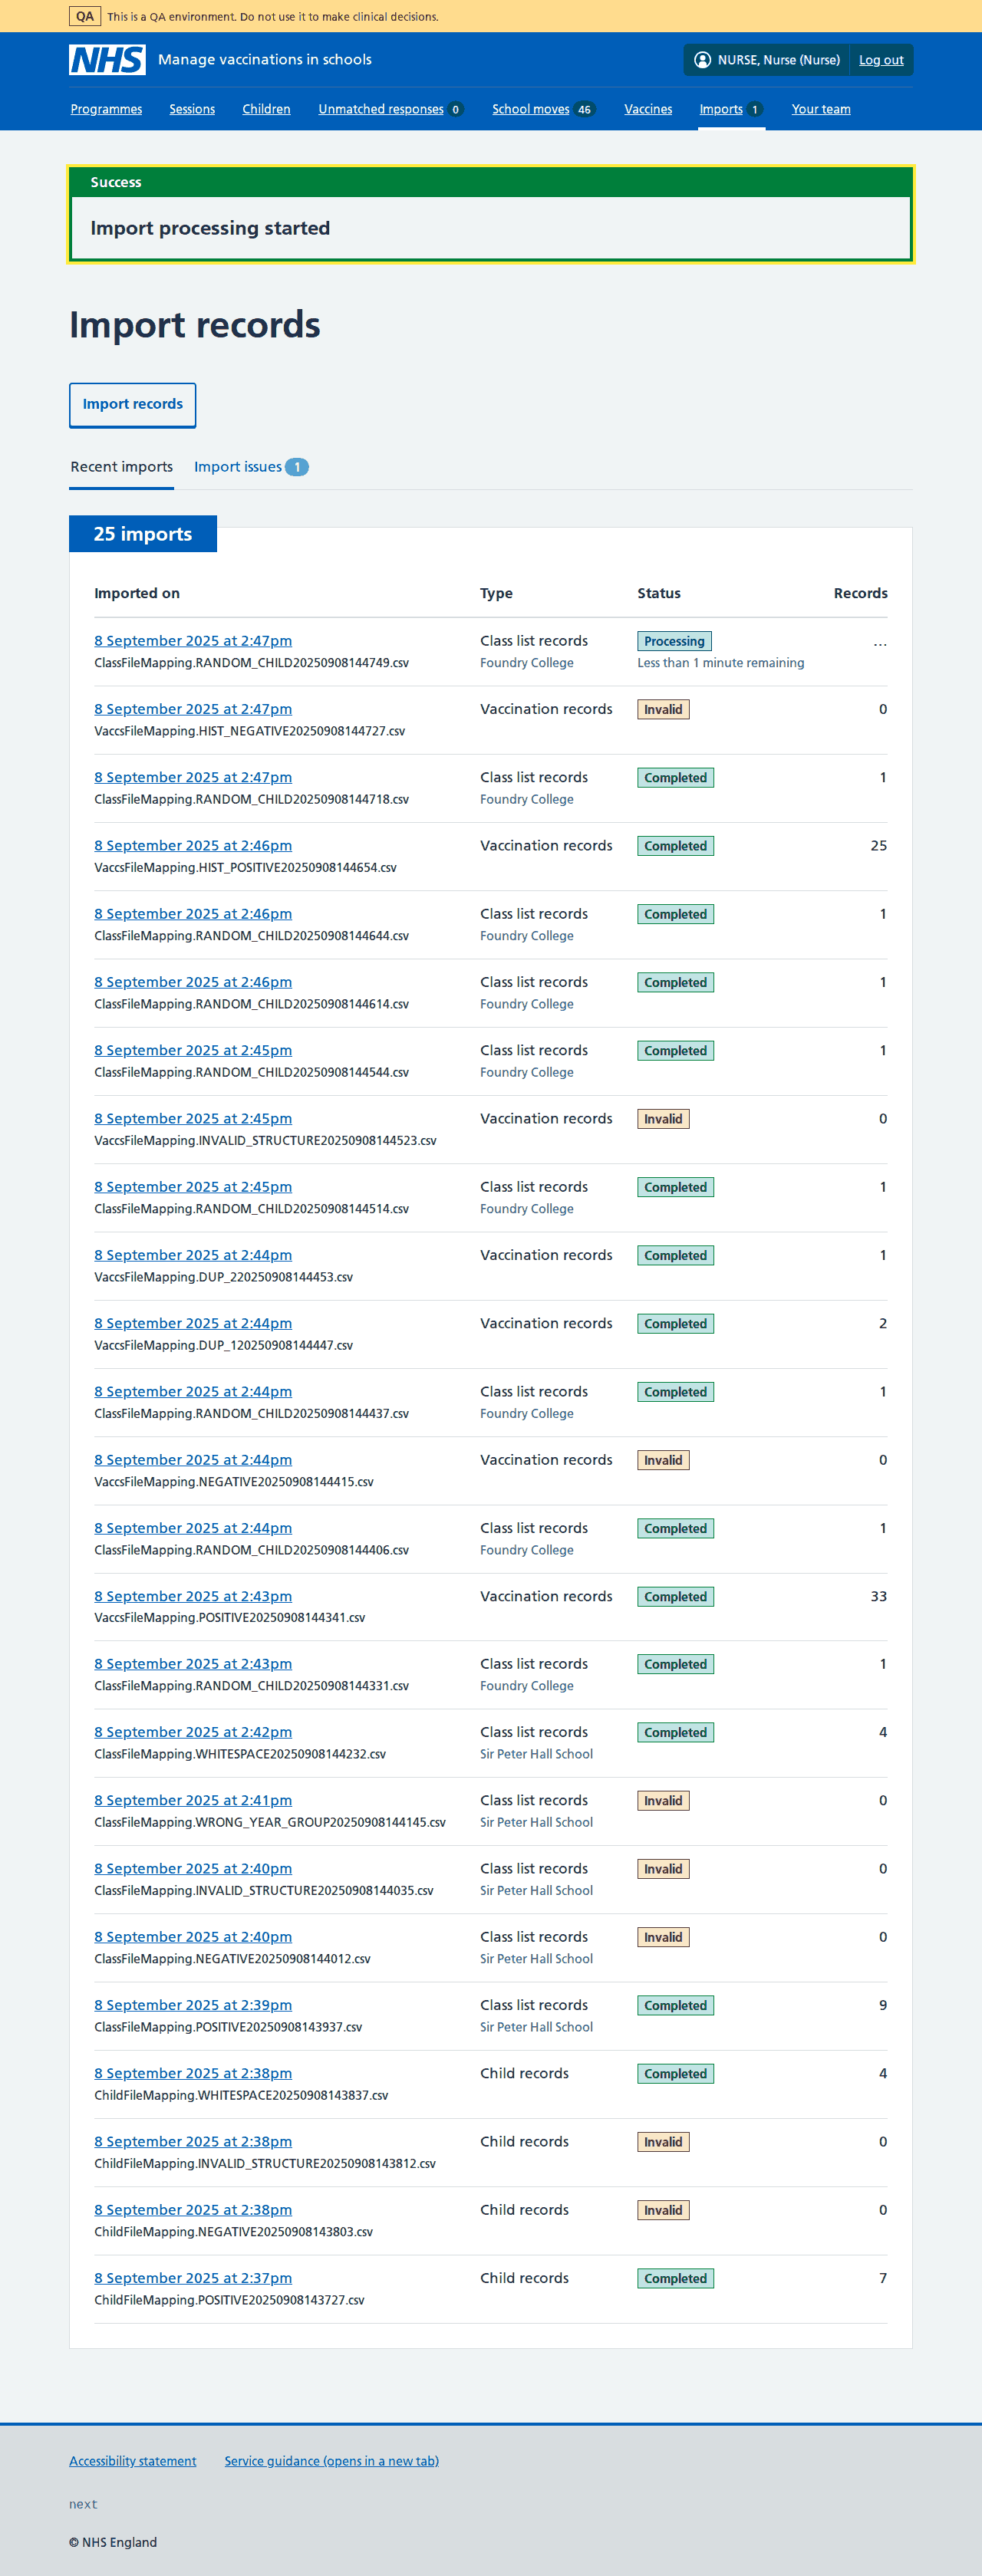 QA This is a QA environment. Do not use it to make clinical decisions.
NHS Manage vaccinations in schools NURSE, Nurse (Nurse) Log out
Programmes Sessions Children Unmatched responses 0 School moves 46 Vaccines Imports 1 Your team
Success
Import processing started
Import records
Import records
Recent imports Import issues 1
25 imports
Imported on Type Status Records
8 September 2025 at 2:47pm Class list records Processing ...
ClassFileMapping.RANDOM_CHILD20250908144749.csv Foundry College Less than 1 minute remaining
8 September 2025 at 2:47pm Vaccination records Invalid 0
VaccsFileMapping.HIST_NEGATIVE20250908144727.csv
8 September 2025 at 2:47pm Class list records Completed 1
ClassFileMapping.RANDOM_CHILD20250908144718.csv Foundry College
8 September 2025 at 2:46pm Vaccination records Completed 25
VaccsFileMapping.HIST_POSITIVE20250908144654.csv
8 September 2025 at 2:46pm Class list records Completed 1
ClassFileMapping.RANDOM_CHILD20250908144644.csv Foundry College
8 September 2025 at 2:46pm Class list records Completed 1
ClassFileMapping.RANDOM_CHILD20250908144614.csv Foundry College
8 September 2025 at 2:45pm Class list records Completed 1
ClassFileMapping.RANDOM_CHILD20250908144544.csv Foundry College
8 September 2025 at 2:45pm Vaccination records Invalid 0
VaccsFileMapping.INVALID_STRUCTURE20250908144523.csv
8 September 2025 at 2:45pm Class list records Completed 1
ClassFileMapping.RANDOM_CHILD20250908144514.csv Foundry College
8 September 2025 at 2:44pm Vaccination records Completed 1
VaccsFileMapping.DUP_220250908144453.csv
8 September 2025 at 2:44pm Vaccination records Completed 2
VaccsFileMapping.DUP_120250908144447.csv
8 September 2025 at 2:44pm Class list records Completed 1
ClassFileMapping.RANDOM_CHILD20250908144437.csv Foundry College
8 September 2025 at 2:44pm Vaccination records Invalid 0
VaccsFileMapping.NEGATIVE20250908144415.csv
8 September 2025 at 2:44pm Class list records Completed 1
ClassFileMapping.RANDOM_CHILD20250908144406.csv Foundry College
8 September 2025 at 2:43pm Vaccination records Completed 33
VaccsFileMapping.POSITIVE20250908144341.csv
8 September 2025 at 2:43pm Class list records Completed 1
ClassFileMapping.RANDOM_CHILD20250908144331.csv Foundry College
8 September 2025 at 2:42pm Class list records Completed 4
ClassFileMapping.WHITESPACE20250908144232.csv Sir Peter Hall School
8 September 2025 at 2:41pm Class list records Invalid 0
ClassFileMapping.WRONG_YEAR_GROUP20250908144145.csv Sir Peter Hall School
8 September 2025 at 2:40pm Class list records Invalid 0
ClassFileMapping.INVALID_STRUCTURE20250908144035.csv Sir Peter Hall School
8 September 2025 at 2:40pm Class list records Invalid 0
ClassFileMapping.NEGATIVE20250908144012.csv Sir Peter Hall School
8 September 2025 at 2:39pm Class list records Completed 9
ClassFileMapping.POSITIVE20250908143937.csv Sir Peter Hall School
8 September 2025 at 2:38pm Child records Completed 4
ChildFileMapping.WHITESPACE20250908143837.csv
8 September 2025 at 2:38pm Child records Invalid 0
ChildFileMapping.INVALID_STRUCTURE20250908143812.csv
8 September 2025 at 2:38pm Child records Invalid 0
ChildFileMapping.NEGATIVE20250908143803.csv
8 September 2025 at 2:37pm Child records Completed 7
ChildFileMapping.POSITIVE20250908143727.csv
Accessibility statement Service guidance (opens in a new tab)
next
© NHS England